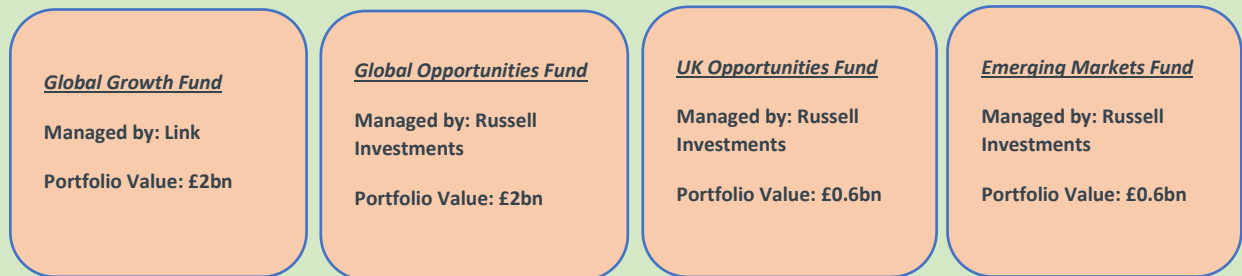 Global Growth Fund
Managed by: Link
Portfolio Value: £2bn
Global Opportunities Fund
Managed by: Russell
Investments
Portfolio Value: £2bn
UK Opportunities Fund
Managed by: Russell
Investments
Portfolio Value: £0.6bn
Emerging Markets Fund
Managed by: Russell
Investments
Portfolio Value: £0.6bn